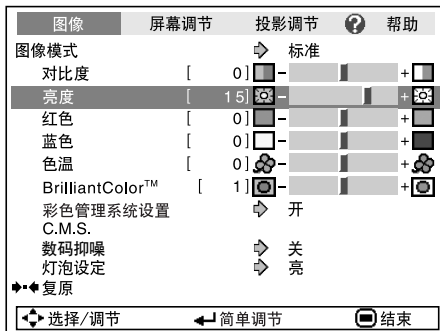 图像 屏幕调节 投影调节 ? 帮助
图像模式 标准
对比度 [ 0] - +
亮度 [ 15] - +
红色 [ 0] - +
蓝色 [ 0] - +
色温 [ 0] - +
BrilliantColor™ [ 1] - +
彩色管理系统设置 开
C.M.S.
数码抑噪 关
灯泡设定 亮
复原
选择/调节 简单调节 结束